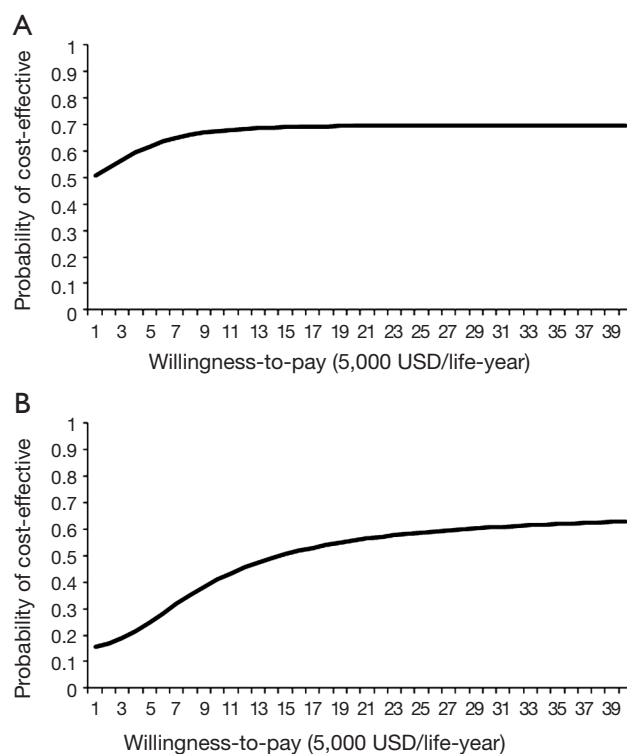 A
Probability of cost-effective
1
0.9
0.8
0.7
0.6
0.5
0.4
0.3
0.2
0.1
0
1 3 5 7 9 11 13 15 17 19 21 23 25 27 29 31 33 35 37 39
Willingness-to-pay (5,000 USD/life-year)
B
Probability of cost-effective
1
0.9
0.8
0.7
0.6
0.5
0.4
0.3
0.2
0.1
0
1 3 5 7 9 11 13 15 17 19 21 23 25 27 29 31 33 35 37 39
Willingness-to-pay (5,000 USD/life-year)